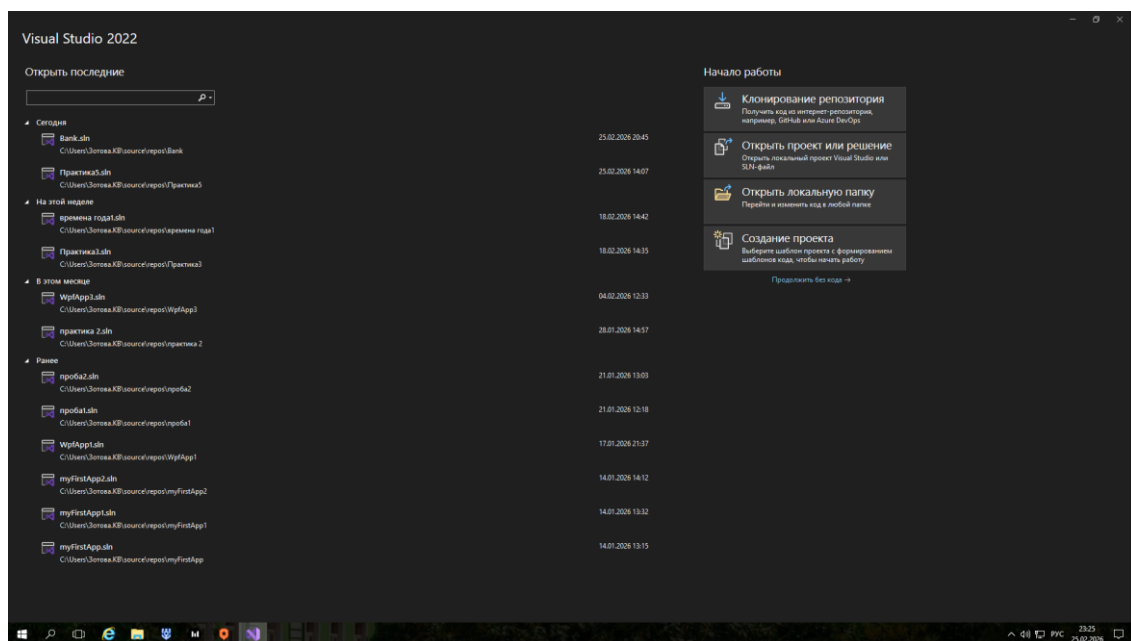 Visual Studio 2022
Открыть последние
Сегодня
Bank.sln
25.02.2026 20:45
C:\Users\Зотова.КВ\source\repos\Bank
Практика5.sln
25.02.2026 14:07
C:\Users\Зотова.КВ\source\repos\Практика5
На этой неделе
времена года1.sln
18.02.2026 14:42
C:\Users\Зотова.КВ\source\repos\времена года1
Практика3.sln
18.02.2026 14:35
C:\Users\Зотова.КВ\source\repos\Практика3
В этом месяце
WpfApp3.sln
04.02.2026 12:33
C:\Users\Зотова.КВ\source\repos\WpfApp3
практика 2.sln
28.01.2026 14:57
C:\Users\Зотова.КВ\source\repos\практика 2
Ранее
проба2.sln
21.01.2026 13:03
C:\Users\Зотова.КВ\source\repos\проба2
проба1.sln
21.01.2026 12:18
C:\Users\Зотова.КВ\source\repos\проба1
WpfApp1.sln
17.01.2026 21:37
C:\Users\Зотова.КВ\source\repos\WpfApp1
myFirstApp2.sln
14.01.2026 14:12
C:\Users\Зотова.КВ\source\repos\myFirstApp2
myFirstApp1.sln
14.01.2026 13:32
C:\Users\Зотова.КВ\source\repos\myFirstApp1
myFirstApp.sln
14.01.2026 13:15
C:\Users\Зотова.КВ\source\repos\myFirstApp
Начало работы
Клонирование репозитория
Получить код из интернет-репозитория,
например, GitHub или Azure DevOps
Открыть проект или решение
Открыть локальный проект Visual Studio или
SLN-файл
Открыть локальную папку
Перейти и изменить код в любой папке
Создание проекта
Выберите шаблон проекта с формированием
шаблонов кода, чтобы начать работу
Продолжить без кода →
РУС
23:25
25.02.2026